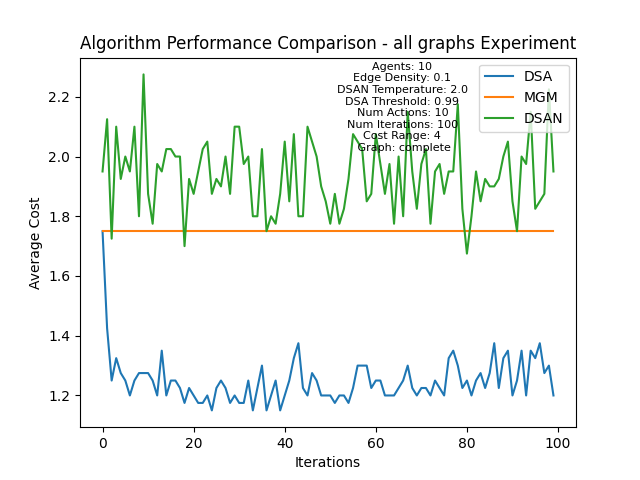 Algorithm Performance Comparison - all graphs Experiment
Agents: 10
Edge Density: 0.1
DSAN Temperature: 2.0
DSA Threshold: 0.99
Num Actions: 10
Num Iterations: 100
Cost Range: 4
Graph: complete
DSA
MGM
DSAN
Average Cost
2.2
2.0
1.8
1.6
1.4
1.2
0
20
40
60
80
100
Iterations